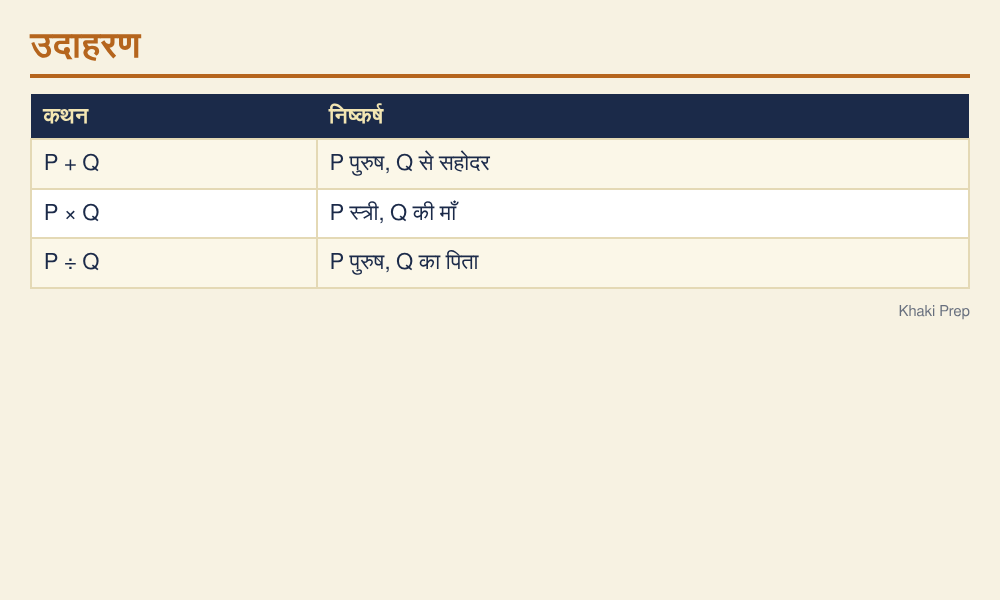 उदाहरण
कथन निष्कर्ष
P + Q P पुरुष, Q से सहोदर
P × Q P स्त्री, Q की माँ
P ÷ Q P पुरुष, Q का पिता
Khaki Prep